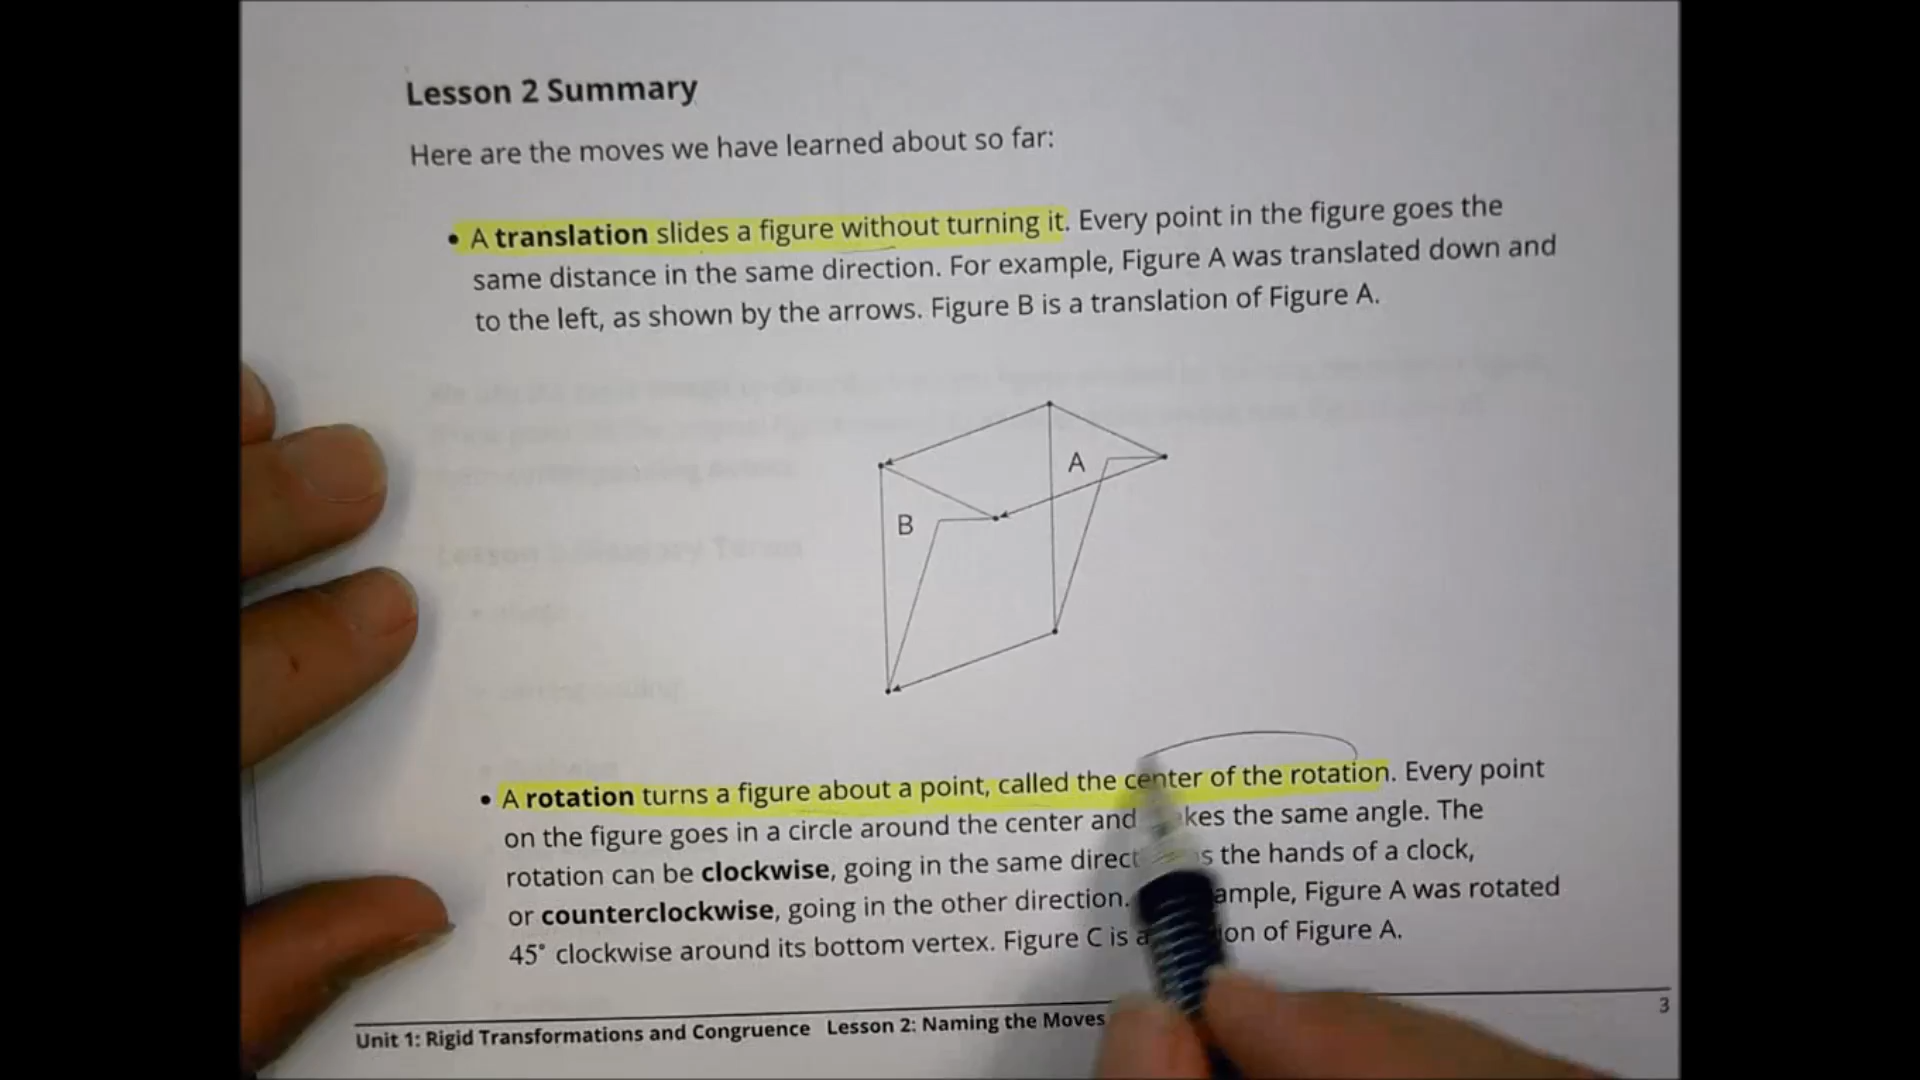 Lesson 2 Summary
Here are the moves we have learned about so far:
• A translation slides a figure without turning it. Every point in the figure goes the
same distance in the same direction. For example, Figure A was translated down and
to the left, as shown by the arrows. Figure B is a translation of Figure A.
A
B
• A rotation turns a figure about a point, called the center of the rotation. Every point
on the figure goes in a circle around the center and the same angle. The
rotation can be clockwise, going in the same the hands of a clock,
or counterclockwise, going in the other direction. Figure A was rotated
45° clockwise around its bottom vertex. Figure C is of Figure A.
Unit 1: Rigid Transformations and Congruence Lesson 2: Naming the Moves
3